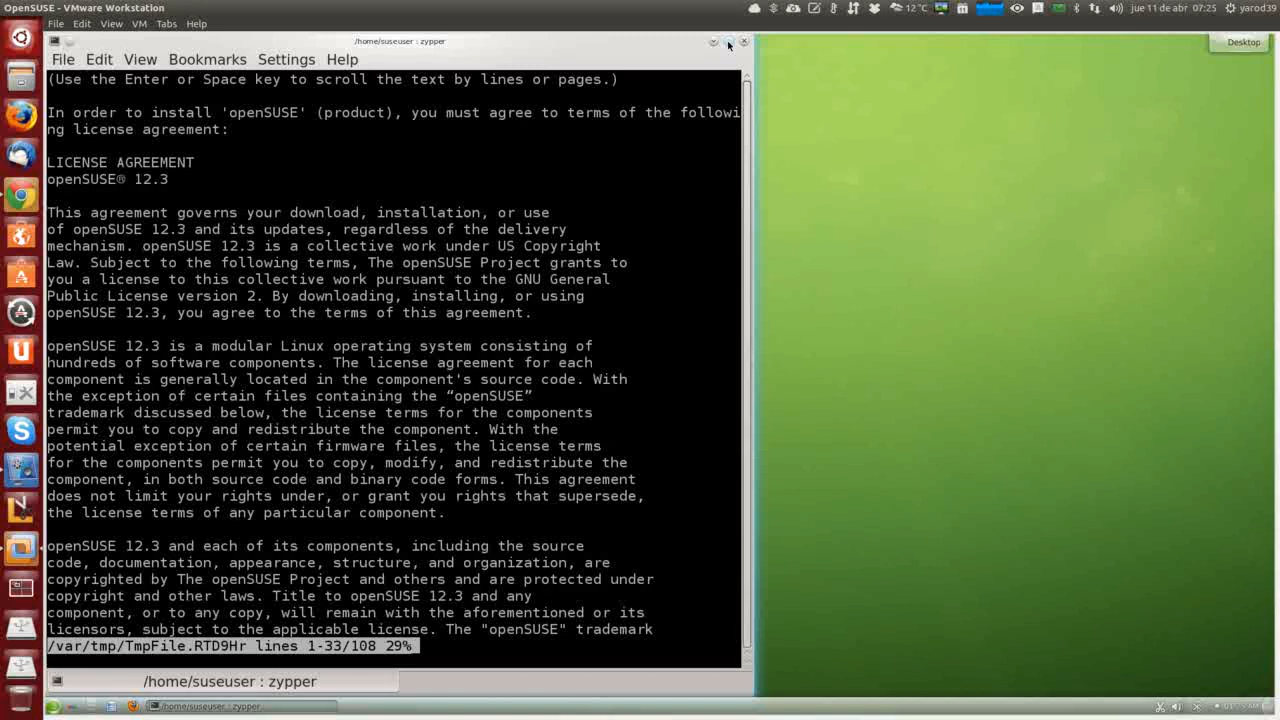 OpenSUSE - VMware Workstation
12 °C
jue 11 de abr
07:25
yarod39
File Edit View VM Tabs Help
/home/suseuser : zypper
Desktop
File Edit View Bookmarks Settings Help
(Use the Enter or Space key to scroll the text by lines or pages.)
In order to install 'openSUSE' (product), you must agree to terms of the followi
ng license agreement:
LICENSE AGREEMENT
openSUSE® 12.3
This agreement governs your download, installation, or use
of openSUSE 12.3 and its updates, regardless of the delivery
mechanism. openSUSE 12.3 is a collective work under US Copyright
Law. Subject to the following terms, The openSUSE Project grants to
you a license to this collective work pursuant to the GNU General
Public License version 2. By downloading, installing, or using
openSUSE 12.3, you agree to the terms of this agreement.
openSUSE 12.3 is a modular Linux operating system consisting of
hundreds of software components. The license agreement for each
component is generally located in the component's source code. With
the exception of certain files containing the “openSUSE”
trademark discussed below, the license terms for the components
permit you to copy and redistribute the component. With the
potential exception of certain firmware files, the license terms
for the components permit you to copy, modify, and redistribute the
component, in both source code and binary code forms. This agreement
does not limit your rights under, or grant you rights that supersede,
the license terms of any particular component.
openSUSE 12.3 and each of its components, including the source
code, documentation, appearance, structure, and organization, are
copyrighted by The openSUSE Project and others and are protected under
copyright and other laws. Title to openSUSE 12.3 and any
component, or to any copy, will remain with the aforementioned or its
licensors, subject to the applicable license. The "openSUSE" trademark
/var/tmp/TmpFile.RTD9Hr lines 1-33/108 29%
/home/suseuser : zypper
/home/suseuser : zypper